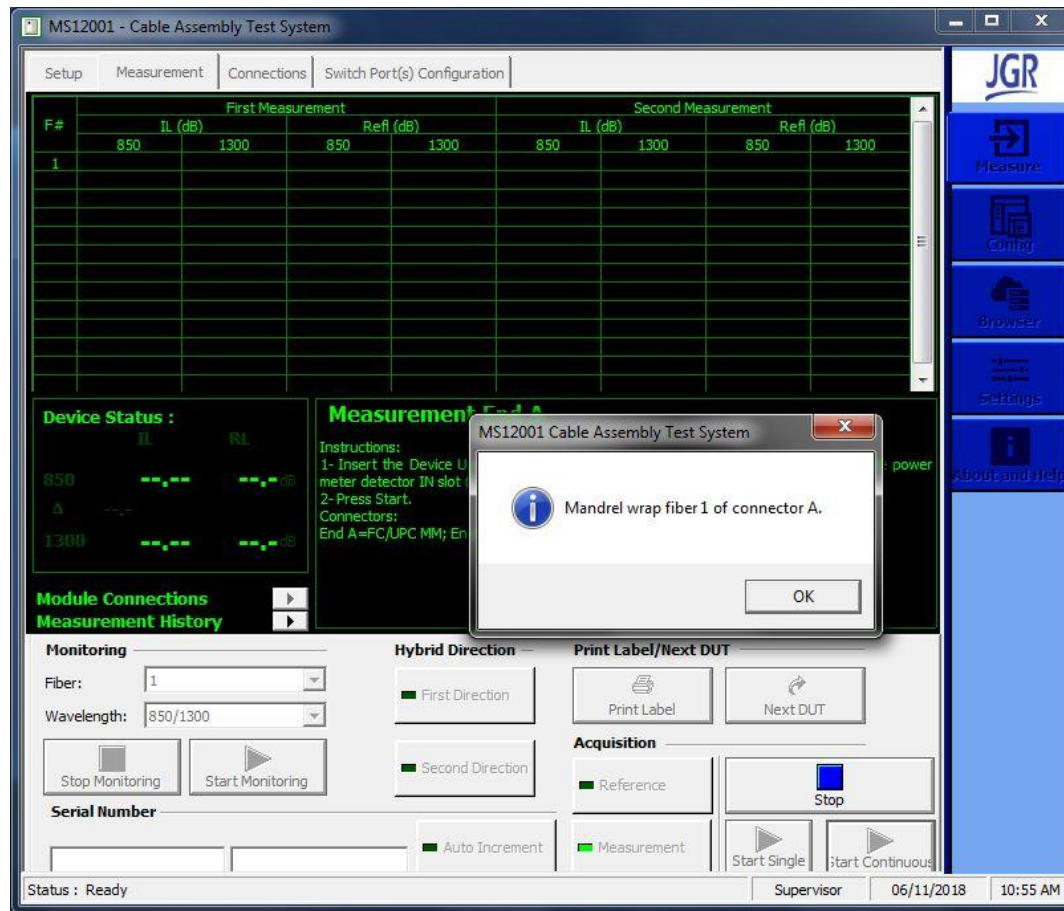 MS12001 - Cable Assembly Test System
JGR
Setup Measurement Connections Switch Port(s) Configuration
First Measurement Second Measurement
F# IL (dB) Refl (dB) IL (dB) Refl (dB)
850 1300 850 1300 850 1300 850 1300
1
Measure
Config
Browser
Settings
About and Help
Device Status :
IL RL
850 --,-- --,- dB
Δ --,-
1300 --,-- --,- dB
Module Connections
Measurement History
Measurement End A
Instructions:
1- Insert the Device U power
meter detector IN slot
2- Press Start.
Connectors:
End A=FC/UPC MM; En
MS12001 Cable Assembly Test System
Mandrel wrap fiber 1 of connector A.
OK
Monitoring
Fiber: 1
Wavelength: 850/1300
Stop Monitoring Start Monitoring
Serial Number
Hybrid Direction
First Direction
Second Direction
Auto Increment
Print Label/Next DUT
Print Label Next DUT
Acquisition
Reference
Measurement
Stop
Start Single Start Continuous
Status : Ready Supervisor 06/11/2018 10:55 AM